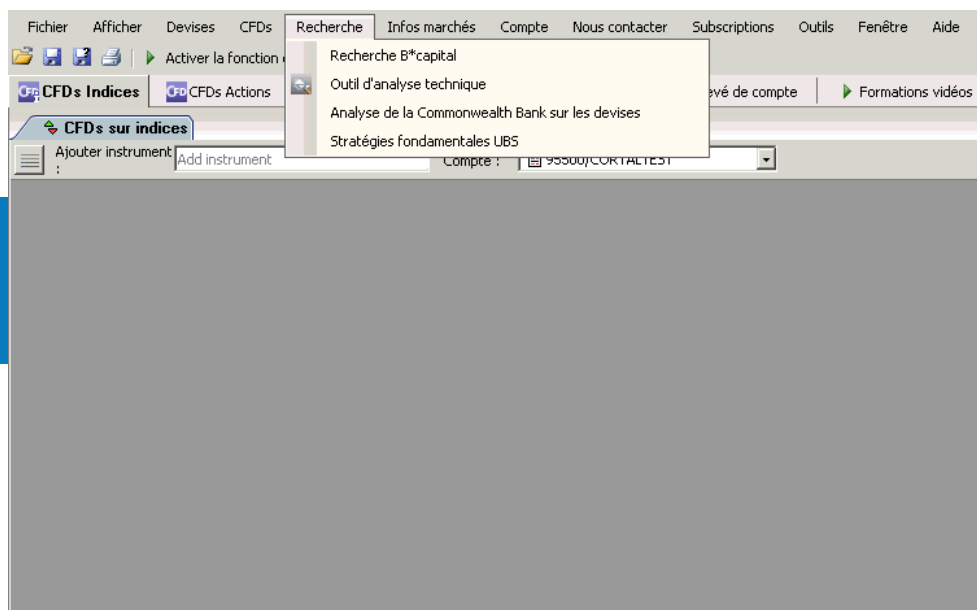 Fichier Afficher Devises CFDs Recherche Infos marchés Compte Nous contacter Subscriptions Outils Fenêtre Aide
Activer la fonction
Recherche B*capital
Outil d'analyse technique
Analyse de la Commonwealth Bank sur les devises
Stratégies fondamentales UBS
CFDs Indices CFDs Actions de compte Formations vidéos
CFDs sur indices
Ajouter instrument : Add instrument Compte : 95500/CORTALTEST